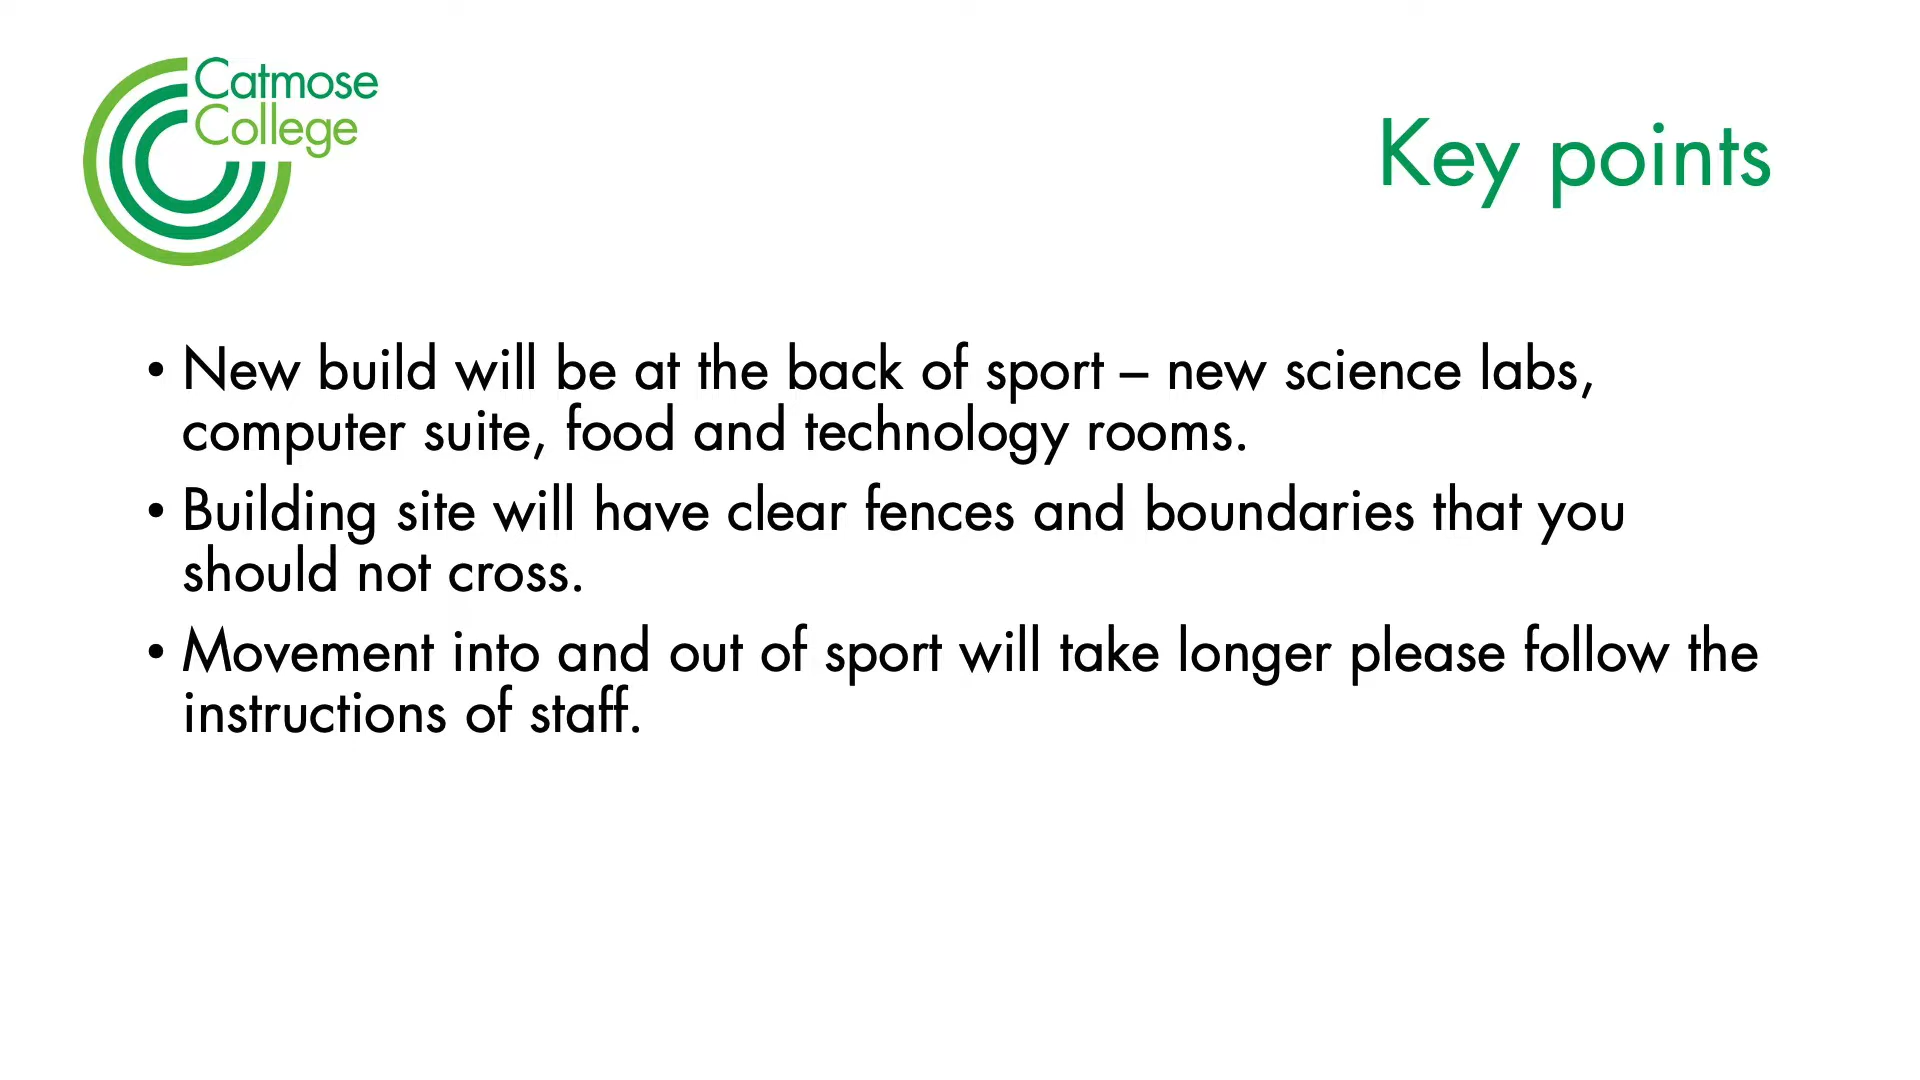 Catmose
College
Key points
• New build will be at the back of sport – new science labs,
computer suite, food and technology rooms.
• Building site will have clear fences and boundaries that you
should not cross.
• Movement into and out of sport will take longer please follow the
instructions of staff.